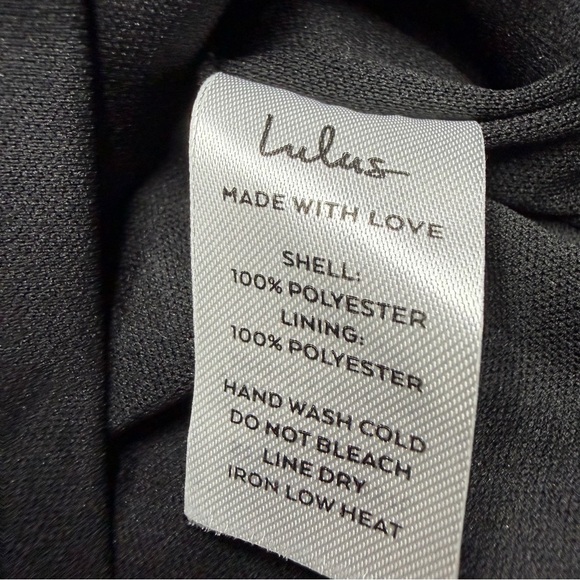 Lulus
MADE WITH LOVE
SHELL:
100% POLYESTER
LINING:
100% POLYESTER
HAND WASH COLD
DO NOT BLEACH
LINE DRY
IRON LOW HEAT